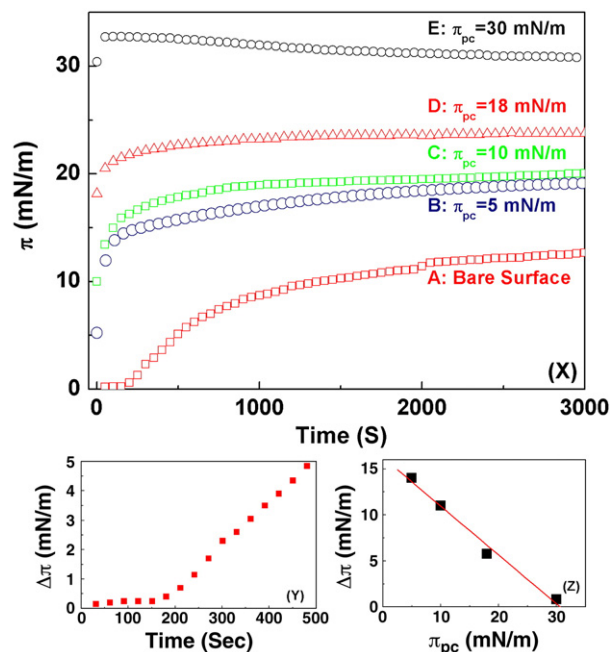 E: πpc=30 mN/m
D: πpc=18 mN/m
C: πpc=10 mN/m
B: πpc=5 mN/m
A: Bare Surface
(X)
π (mN/m)
30
20
10
0
0 1000 2000 3000
Time (S)
Δπ (mN/m)
5
4
3
2
1
0
(Y)
0 100 200 300 400 500
Time (Sec)
Δπ (mN/m)
15
10
5
0
(Z)
0 10 20 30
πpc (mN/m)